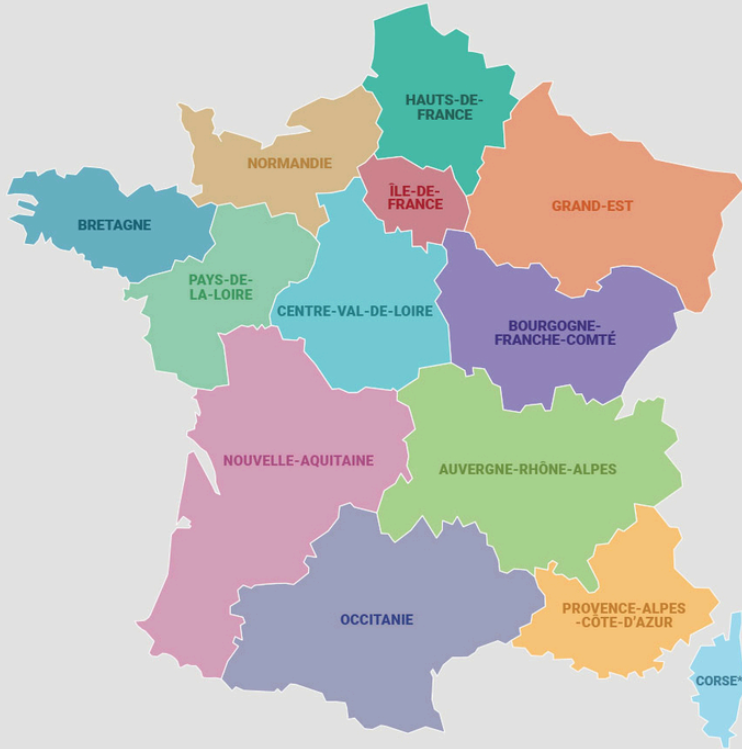 HAUTS-DE-
FRANCE
NORMANDIE
ÎLE-DE-
FRANCE
GRAND-EST
BRETAGNE
PAYS-DE-
LA-LOIRE
CENTRE-VAL-DE-LOIRE
BOURGOGNE-
FRANCHE-COMTÉ
NOUVELLE-AQUITAINE
AUVERGNE-RHÔNE-ALPES
OCCITANIE
PROVENCE-ALPES
-CÔTE-D'AZUR
CORSE*